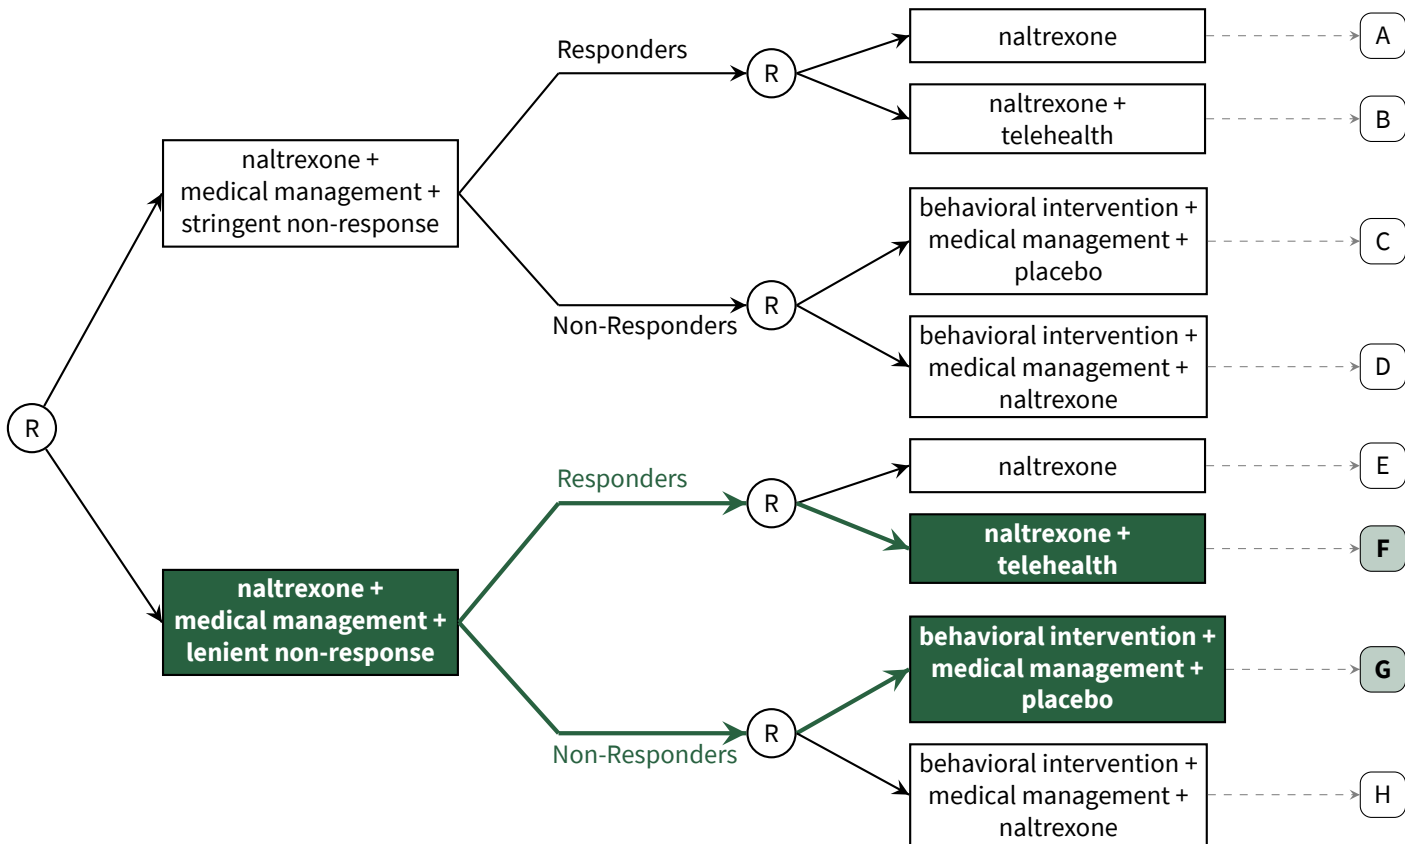 Responders
R
naltrexone
A
naltrexone +
telehealth
B
naltrexone +
medical management +
stringent non-response
Non-Responders
R
behavioral intervention +
medical management +
placebo
C
behavioral intervention +
medical management +
naltrexone
D
R
Responders
R
naltrexone
E
naltrexone +
telehealth
F
naltrexone +
medical management +
lenient non-response
Non-Responders
R
behavioral intervention +
medical management +
placebo
G
behavioral intervention +
medical management +
naltrexone
H